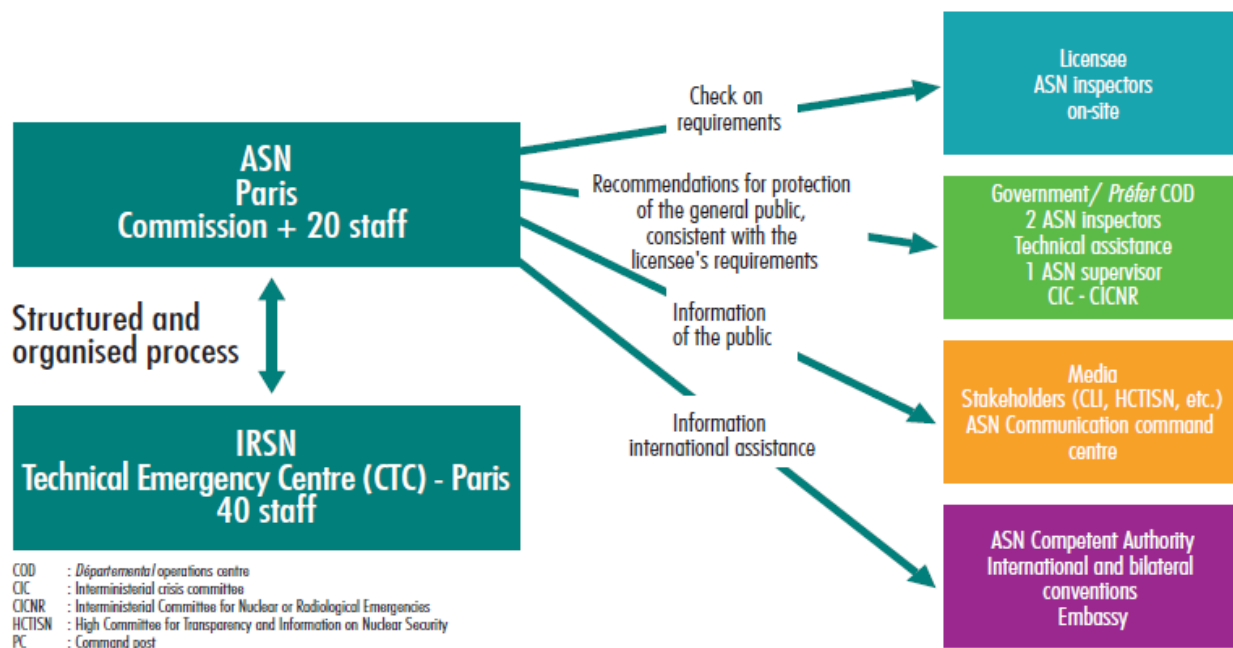 ASN
Paris
Commission + 20 staff
Structured and
organised process
IRSN
Technical Emergency Centre (CTC) - Paris
40 staff
Check on
requirements
Recommendations for protection
of the general public,
consistent with the
licensee's requirements
Information
of the public
Information
international assistance
Licensee
ASN inspectors
on-site
Government/ Préfet COD
2 ASN inspectors
Technical assistance
1 ASN supervisor
CIC - CICNR
Media
Stakeholders (CLI, HCTISN, etc.)
ASN Communication command
centre
ASN Competent Authority
International and bilateral
conventions
Embassy
COD : Départemental operations centre
CIC : Interministerial crisis committee
CICNR : Interministerial Committee for Nuclear or Radiological Emergencies
HCTISN : High Committee for Transparency and Information on Nuclear Security
PC : Command post